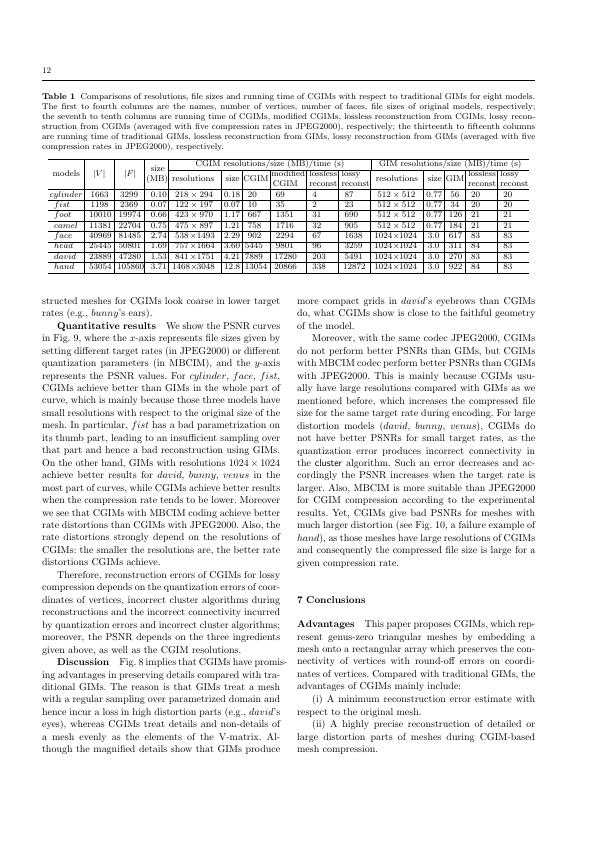 12
Table 1 Comparisons of resolutions, file sizes and running time of CGIMs with respect to traditional GIMs for eight models.
The first to fourth columns are the names, number of vertices, number of faces, file sizes of original models, respectively;
the seventh to tenth columns are running time of CGIMs, modified CGIMs, lossless reconstruction from CGIMs, lossy recon-
struction from CGIMs (averaged with five compression rates in JPEG2000), respectively; the thirteenth to fifteenth columns
are running time of traditional GIMs, lossless reconstruction from GIMs, lossy reconstruction from GIMs (averaged with five
compression rates in JPEG2000), respectively.
models |V| |F| size (MB) CGIM resolutions/size (MB)/time (s) GIM resolutions/size (MB)/time (s)
resolutions size CGIM modified CGIM lossless reconst lossy reconst resolutions size GIM lossless reconst lossy reconst
cylinder 1663 3299 0.10 218 × 294 0.18 20 69 4 87 512 × 512 0.77 56 20 20
fist 1198 2369 0.07 122 × 197 0.07 10 35 2 23 512 × 512 0.77 34 20 20
foot 10010 19974 0.66 423 × 970 1.17 667 1351 31 690 512 × 512 0.77 126 21 21
camel 11381 22704 0.75 475 × 897 1.21 758 1716 32 905 512 × 512 0.77 184 21 21
face 40969 81485 2.74 538×1493 2.29 902 2294 67 1638 1024×1024 3.0 617 83 83
head 25445 50801 1.69 757×1664 3.60 5445 9801 96 3259 1024×1024 3.0 311 84 83
david 23889 47280 1.53 841×1751 4.21 7889 17280 203 5491 1024×1024 3.0 270 83 83
hand 53054 105860 3.71 1468×3048 12.8 13054 20866 338 12872 1024×1024 3.0 922 84 83
structed meshes for CGIMs look coarse in lower target
rates (e.g., bunny's ears).
Quantitative results We show the PSNR curves
in Fig. 9, where the x-axis represents file sizes given by
setting different target rates (in JPEG2000) or different
quantization parameters (in MBCIM), and the y-axis
represents the PSNR values. For cylinder, face, fist,
CGIMs achieve better than GIMs in the whole part of
curve, which is mainly because those three models have
small resolutions with respect to the original size of the
mesh. In particular, fist has a bad parametrization on
its thumb part, leading to an insufficient sampling over
that part and hence a bad reconstruction using GIMs.
On the other hand, GIMs with resolutions 1024 × 1024
achieve better results for david, bunny, venus in the
most part of curves, while CGIMs achieve better results
when the compression rate tends to be lower. Moreover
we see that CGIMs with MBCIM coding achieve better
rate distortions than CGIMs with JPEG2000. Also, the
rate distortions strongly depend on the resolutions of
CGIMs: the smaller the resolutions are, the better rate
distortions CGIMs achieve.
Therefore, reconstruction errors of CGIMs for lossy
compression depends on the quantization errors of coor-
dinates of vertices, incorrect cluster algorithms during
reconstructions and the incorrect connectivity incurred
by quantization errors and incorrect cluster algorithms;
moreover, the PSNR depends on the three ingredients
given above, as well as the CGIM resolutions.
Discussion Fig. 8 implies that CGIMs have promis-
ing advantages in preserving details compared with tra-
ditional GIMs. The reason is that GIMs treat a mesh
with a regular sampling over parametrized domain and
hence incur a loss in high distortion parts (e.g., david's
eyes), whereas CGIMs treat details and non-details of
a mesh evenly as the elements of the V-matrix. Al-
though the magnified details show that GIMs produce
more compact grids in david's eyebrows than CGIMs
do, what CGIMs show is close to the faithful geometry
of the model.
Moreover, with the same codec JPEG2000, CGIMs
do not perform better PSNRs than GIMs, but CGIMs
with MBCIM codec perform better PSNRs than CGIMs
with JPEG2000. This is mainly because CGIMs usu-
ally have large resolutions compared with GIMs as we
mentioned before, which increases the compressed file
size for the same target rate during encoding. For large
distortion models (david, bunny, venus), CGIMs do
not have better PSNRs for small target rates, as the
quantization error produces incorrect connectivity in
the cluster algorithm. Such an error decreases and ac-
cordingly the PSNR increases when the target rate is
larger. Also, MBCIM is more suitable than JPEG2000
for CGIM compression according to the experimental
results. Yet, CGIMs give bad PSNRs for meshes with
much larger distortion (see Fig. 10, a failure example of
hand), as those meshes have large resolutions of CGIMs
and consequently the compressed file size is large for a
given compression rate.
7 Conclusions
Advantages This paper proposes CGIMs, which rep-
resent genus-zero triangular meshes by embedding a
mesh onto a rectangular array which preserves the con-
nectivity of vertices with round-off errors on coordi-
nates of vertices. Compared with traditional GIMs, the
advantages of CGIMs mainly include:
(i) A minimum reconstruction error estimate with
respect to the original mesh.
(ii) A highly precise reconstruction of detailed or
large distortion parts of meshes during CGIM-based
mesh compression.